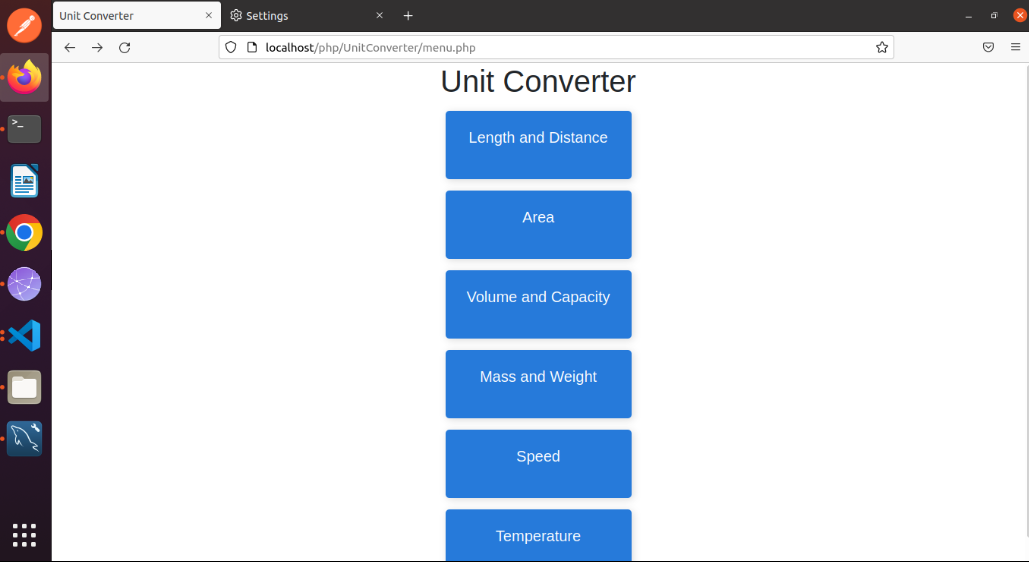 Unit Converter
Settings
localhost/php/UnitConverter/menu.php
Unit Converter
Length and Distance
Area
Volume and Capacity
Mass and Weight
Speed
Temperature